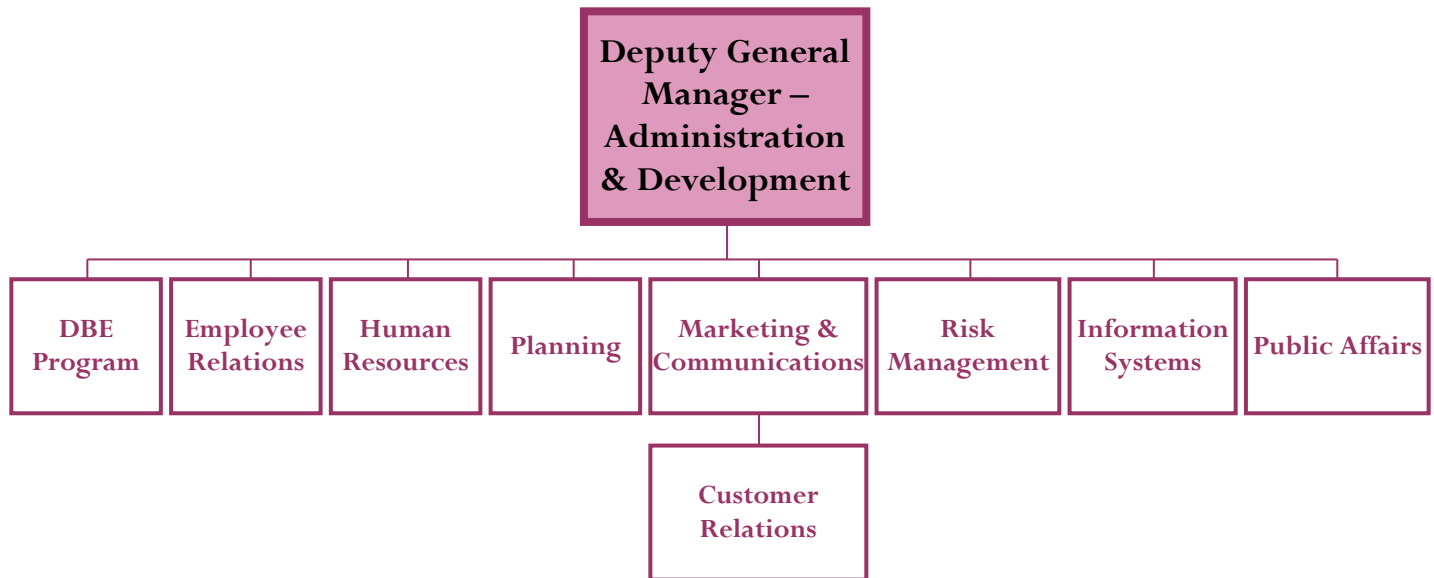 Deputy General
Manager –
Administration
& Development
DBE
Program
Employee
Relations
Human
Resources
Planning
Marketing &
Communications
Risk
Management
Information
Systems
Public Affairs
Customer
Relations